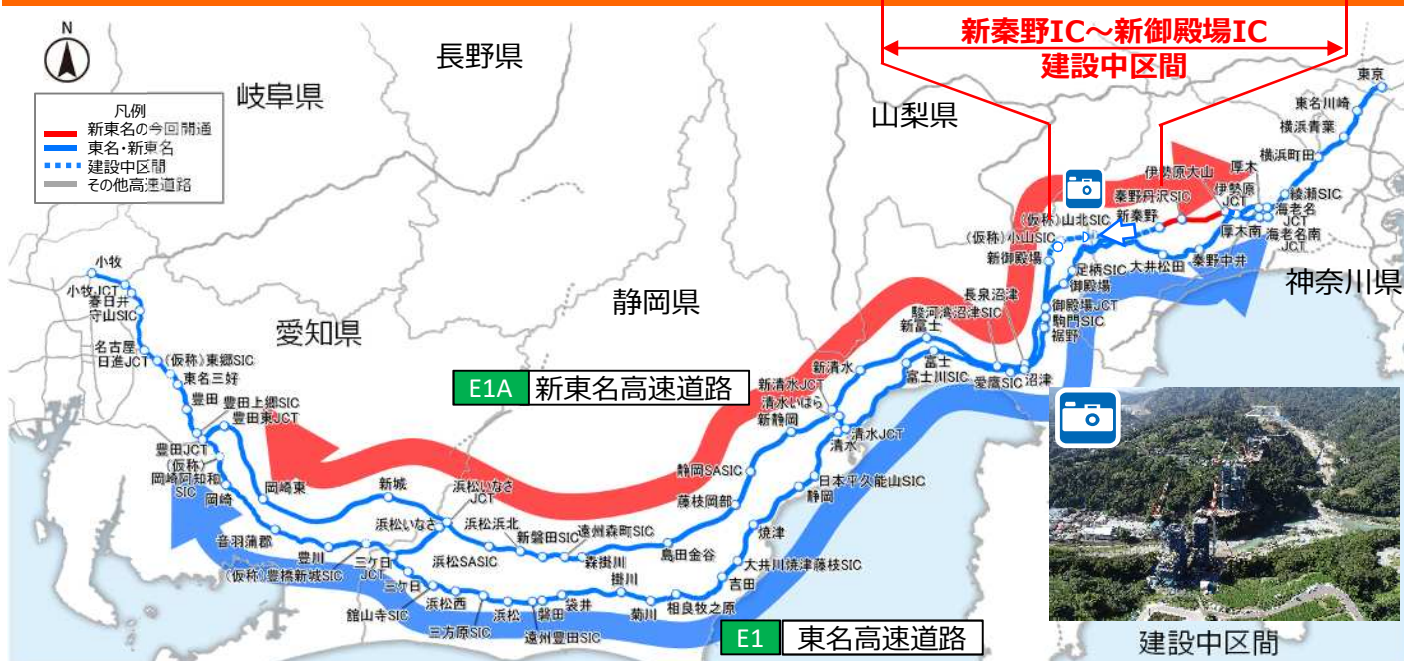 新秦野IC～新御殿場IC
建設中区間
N
凡例
新東名の今回開通
東名・新東名
建設中区間
その他高速道路
長野県
岐阜県
山梨県
静岡県
愛知県
神奈川県
東京
東名川崎
横浜青葉
横浜町田
厚木
綾瀬SIC
海老名
JCT
海老名南
JCT
厚木南
伊勢原
JCT
伊勢原大山
秦野丹沢SIC
新秦野
(仮称)山北SIC
(仮称)小山SIC
新御殿場
秦野中井
大井松田
足柄SIC
御殿場
御殿場JCT
駒門SIC
裾野
長泉沼津
駿河湾沼津SIC
沼津
愛鷹SIC
新富士
富士
富士川SIC
新清水
新清水JCT
清水いはら
新静岡
清水JCT
清水
静岡SASIC
日本平久能山SIC
静岡
藤枝岡部
焼津
大井川焼津藤枝SIC
島田金谷
吉田
相良牧之原
森掛川
掛川
菊川
遠州森町SIC
新磐田SIC
袋井
磐田
遠州豊田SIC
浜松浜北
浜松SASIC
浜松
三方原SIC
浜松西
浜松いなさ
JCT
浜松いなさ
舘山寺SIC
三ケ日
三ケ日
JCT
新城
(仮称)豊橋新城SIC
豊川
音羽蒲郡
岡崎東
岡崎
(仮称)
岡崎阿知和
SIC
豊田JCT
豊田東JCT
豊田上郷SIC
豊田
東名三好
(仮称)東郷SIC
名古屋
日進JCT
守山SIC
春日井
小牧JCT
小牧
E1A 新東名高速道路
E1 東名高速道路
建設中区間